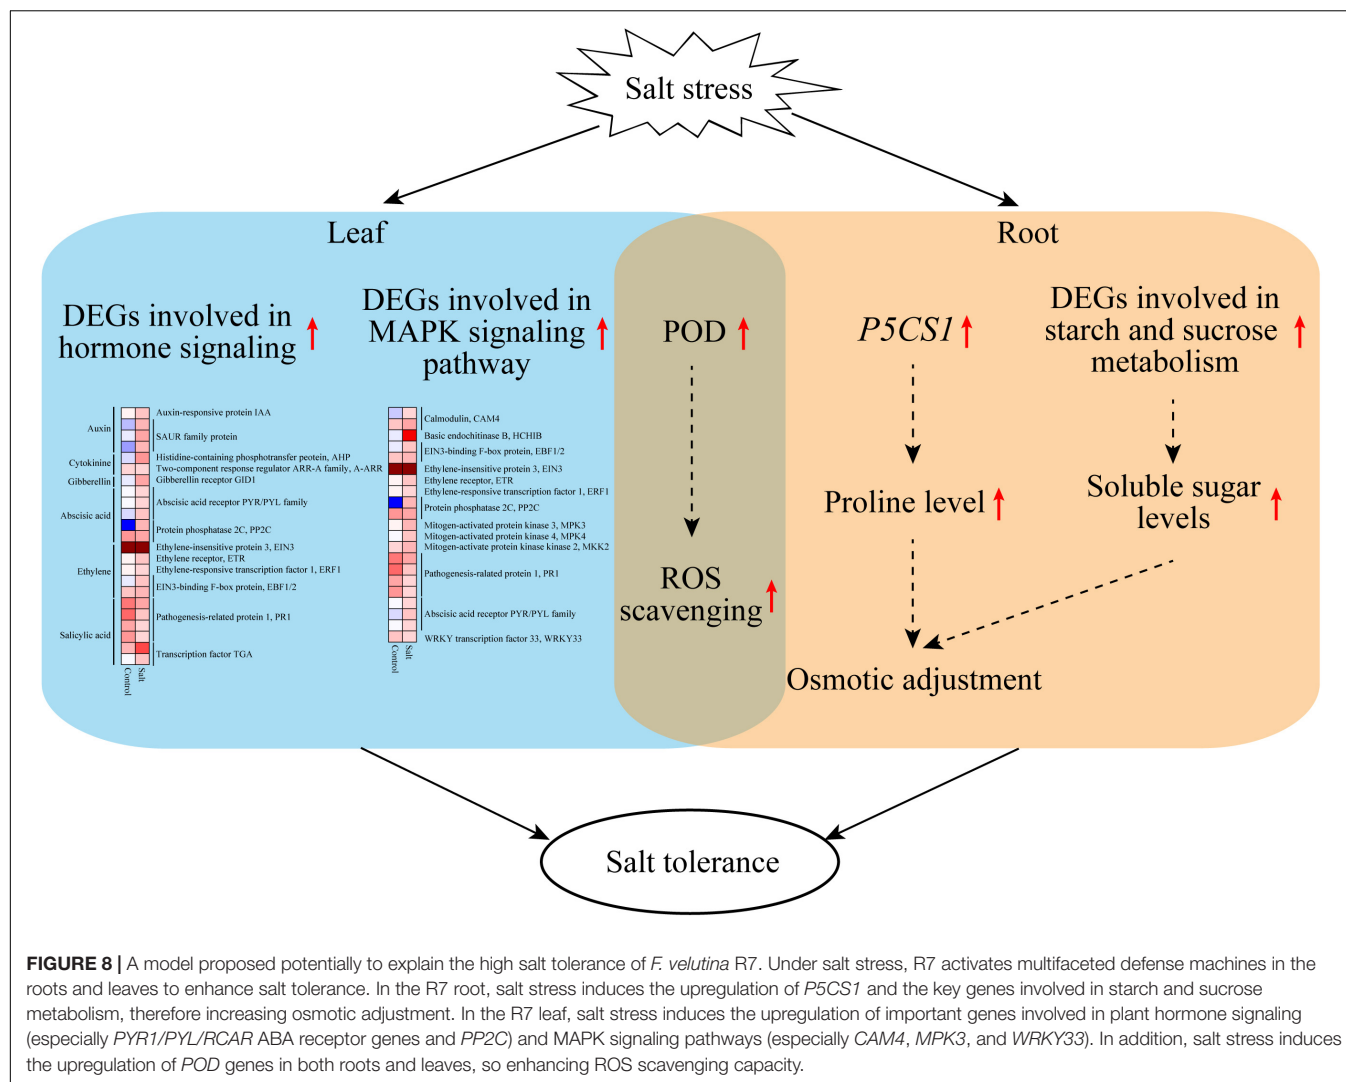 Salt stress
Leaf
Root
DEGs involved in
hormone signaling
DEGs involved in
MAPK signaling
pathway
POD
P5CS1
DEGs involved in
starch and sucrose
metabolism
Auxin
Cytokinine
Gibberellin
Abscisic acid
Ethylene
Salicylic acid
Auxin-responsive protein IAA
SAUR family protein
Histidine-containing phosphotransfer peotein, AHP
Two-component response regulator ARR-A family, A-ARR
Gibberellin receptor GID1
Abscisic acid receptor PYR/PYL family
Protein phosphatase 2C, PP2C
Ethylene-insensitive protein 3, EIN3
Ethylene receptor, ETR
Ethylene-responsive transcription factor 1, ERF1
EIN3-binding F-box protein, EBF1/2
Pathogenesis-related protein 1, PR1
Transcription factor TGA
Control
Salt
Calmodulin, CAM4
Basic endochitinase B, HCHIB
EIN3-binding F-box protein, EBF1/2
Ethylene-insensitive protein 3, EIN3
Ethylene receptor, ETR
Ethylene-responsive transcription factor 1, ERF1
Protein phosphatase 2C, PP2C
Mitogen-activated protein kinase 3, MPK3
Mitogen-activated protein kinase 4, MPK4
Mitogen-activate protein kinase kinase 2, MKK2
Pathogenesis-ralated protein 1, PR1
Abscisic acid receptor PYR/PYL family
WRKY transcription factor 33, WRKY33
Control
Salt
ROS
scavenging
Proline level
Soluble sugar
levels
Osmotic adjustment
Salt tolerance
FIGURE 8 | A model proposed potentially to explain the high salt tolerance of F. velutina R7. Under salt stress, R7 activates multifaceted defense machines in the
roots and leaves to enhance salt tolerance. In the R7 root, salt stress induces the upregulation of P5CS1 and the key genes involved in starch and sucrose
metabolism, therefore increasing osmotic adjustment. In the R7 leaf, salt stress induces the upregulation of important genes involved in plant hormone signaling
(especially PYR1/PYL/RCAR ABA receptor genes and PP2C) and MAPK signaling pathways (especially CAM4, MPK3, and WRKY33). In addition, salt stress induces
the upregulation of POD genes in both roots and leaves, so enhancing ROS scavenging capacity.